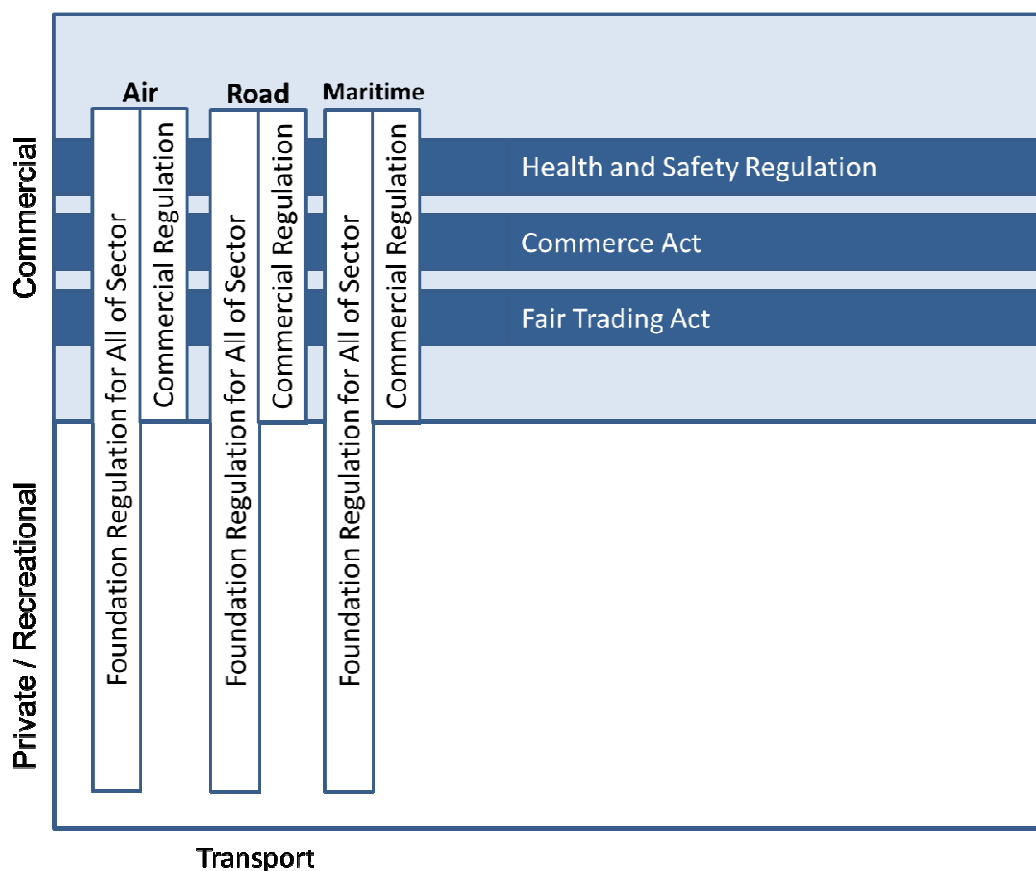 Air
Road
Maritime
Commercial
Foundation Regulation for All of Sector
Commercial Regulation
Foundation Regulation for All of Sector
Commercial Regulation
Foundation Regulation for All of Sector
Commercial Regulation
Health and Safety Regulation
Commerce Act
Fair Trading Act
Private / Recreational
Transport